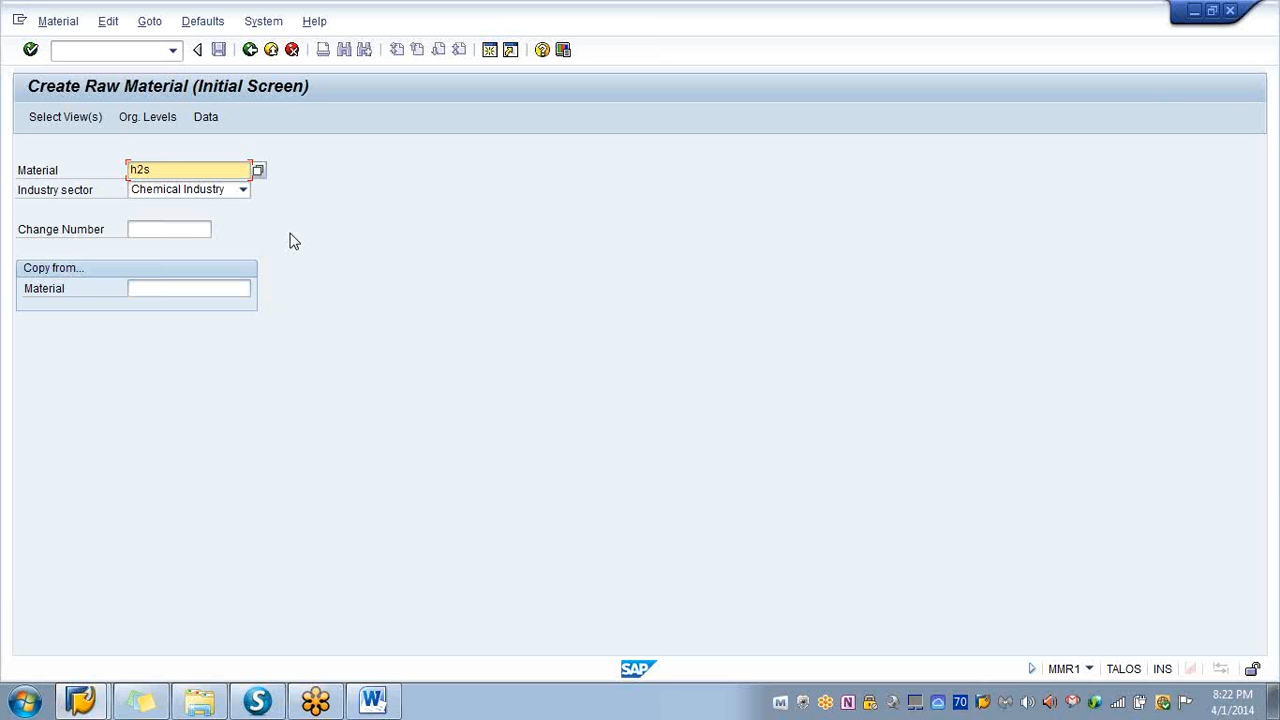 Material Edit Goto Defaults System Help
Create Raw Material (Initial Screen)
Select View(s) Org. Levels Data
Material h2s
Industry sector Chemical Industry
Change Number
Copy from...
Material
SAP
MMR1 TALOS INS
S W M N 70 8:22 PM
4/1/2014